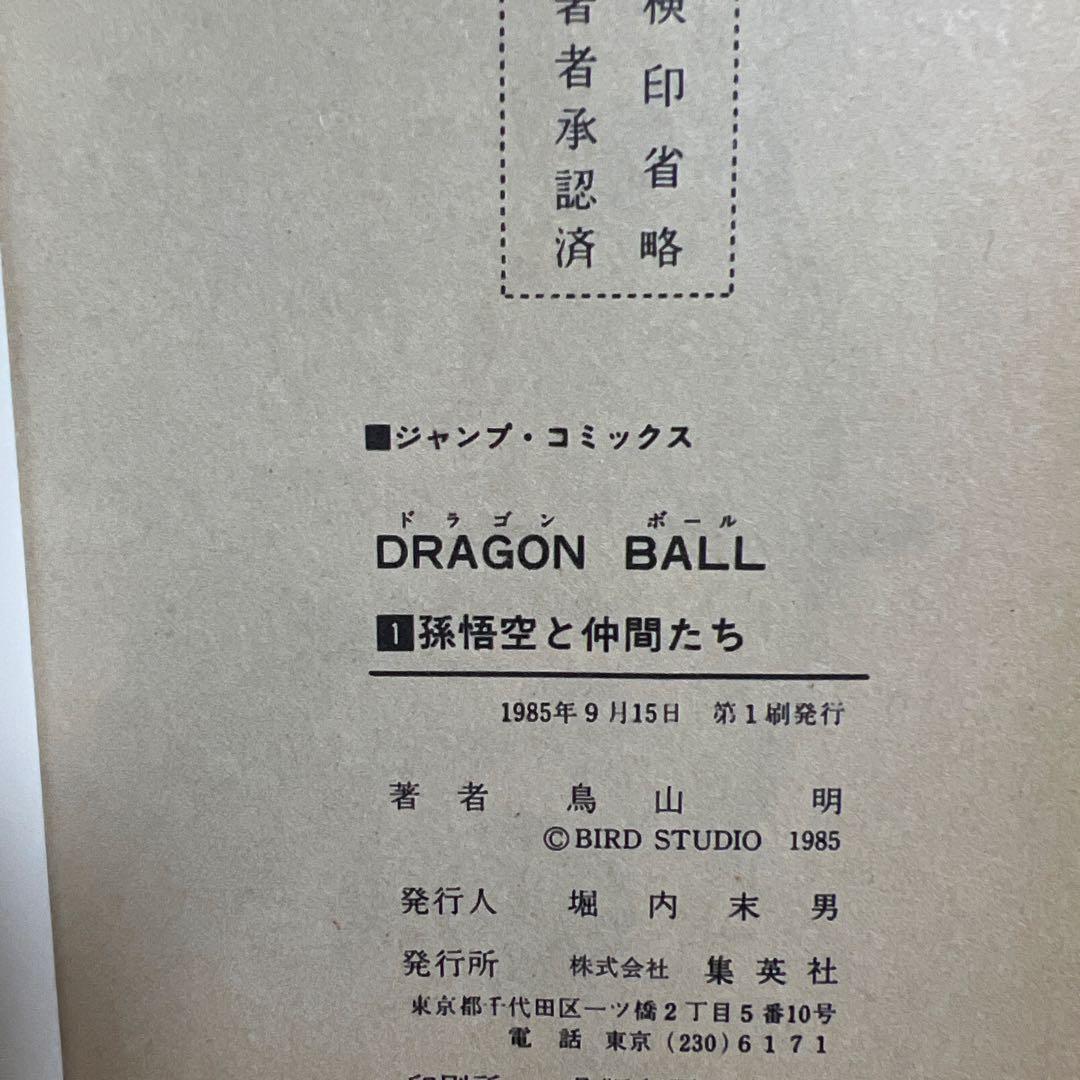 検印省略
著者承認済
■ジャンプ・コミックス
ドラゴン ボール
DRAGON BALL
1 孫悟空と仲間たち
1985年9月15日 第1刷発行
著者 鳥山 明
©BIRD STUDIO 1985
発行人 堀内末男
発行所 株式会社 集英社
東京都千代田区一ツ橋2丁目5番10号
電話 東京 (230) 6171
印刷所